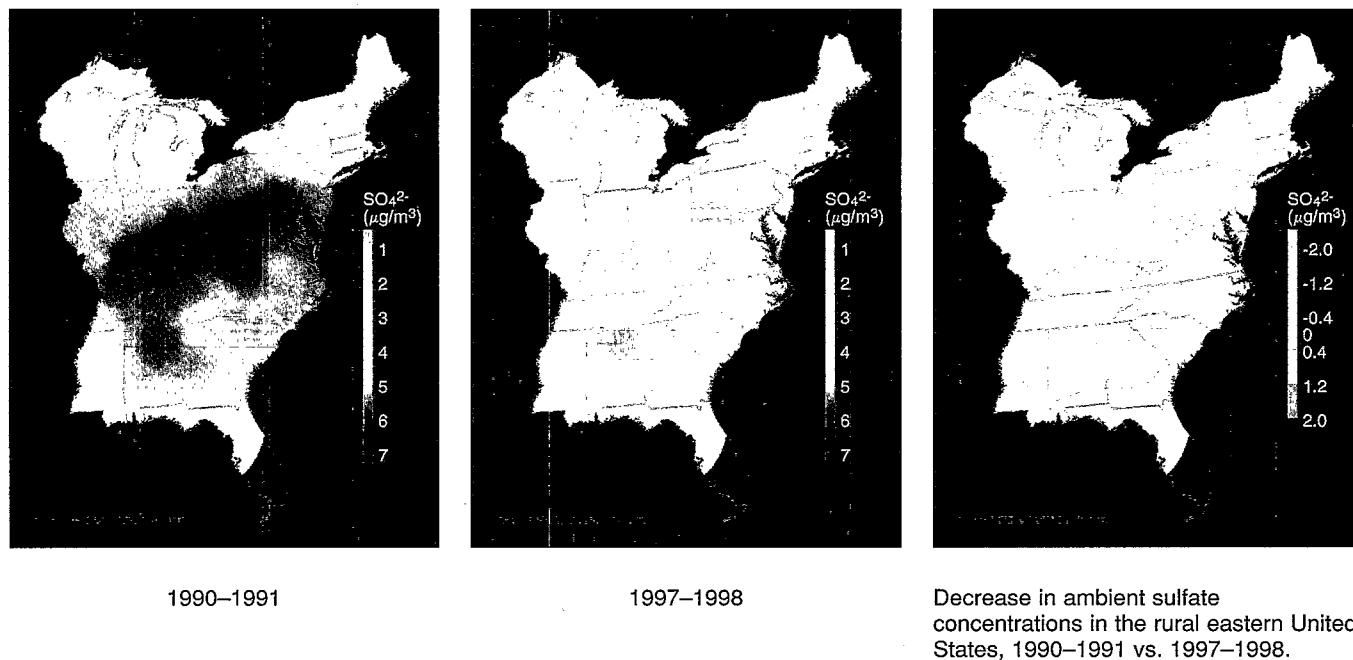 SO₄²⁻
(μg/m³)
1
2
3
4
5
6
7
SO₄²⁻
(μg/m³)
1
2
3
4
5
6
7
SO₄²⁻
(μg/m³)
-2.0
-1.2
-0.4
0
0.4
1.2
2.0
1990–1991
1997–1998
Decrease in ambient sulfate
concentrations in the rural eastern United
States, 1990–1991 vs. 1997–1998.